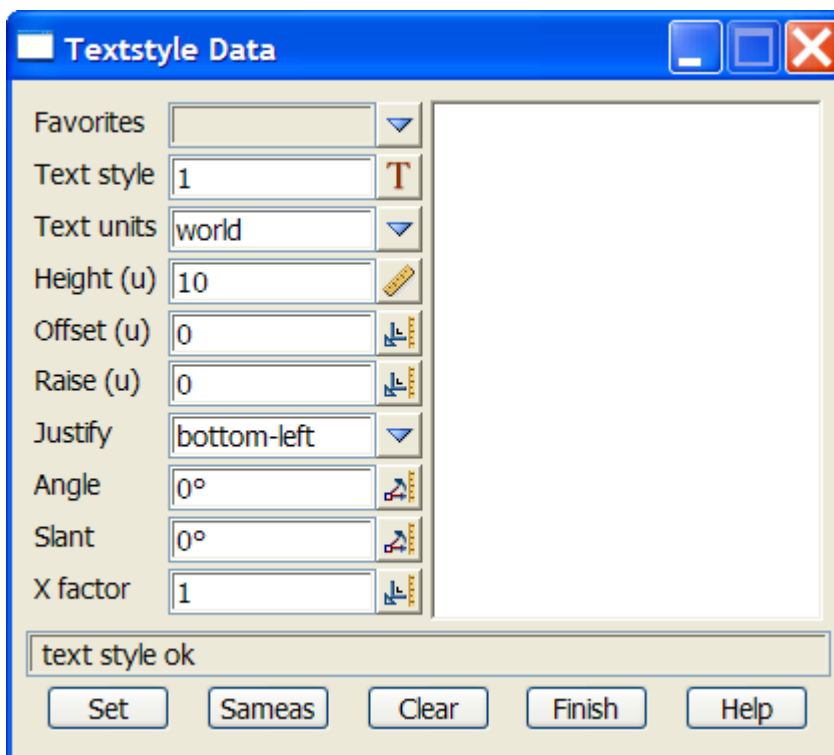 Textstyle Data
Favorites
Text style 1 T
Text units world
Height (u) 10
Offset (u) 0
Raise (u) 0
Justify bottom-left
Angle 0°
Slant 0°
X factor 1
text style ok
Set Sameas Clear Finish Help